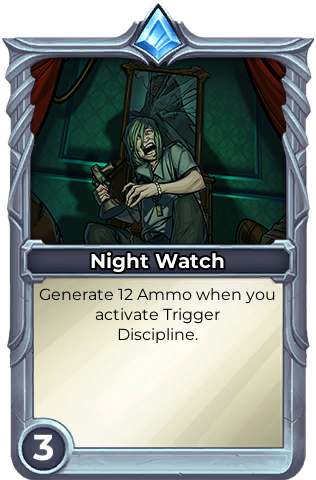 Night Watch
Generate 12 Ammo when you
activate Trigger
Discipline.
3